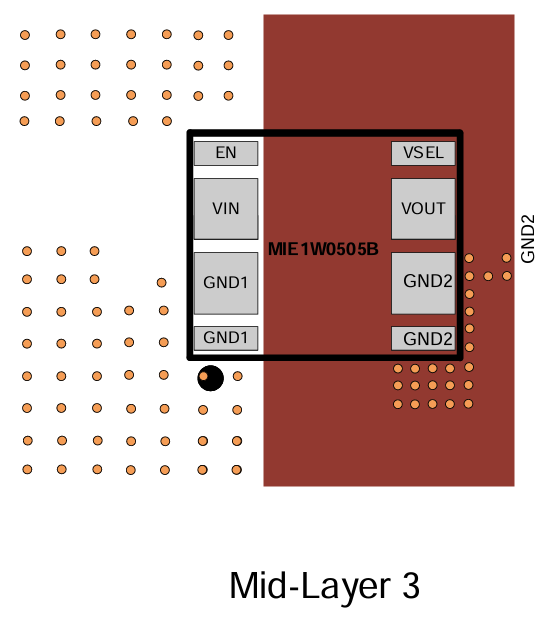 EN
VSEL
VIN
VOUT
GND2
MIE1W0505B
GND1
GND2
GND1
GND2
Mid-Layer 3